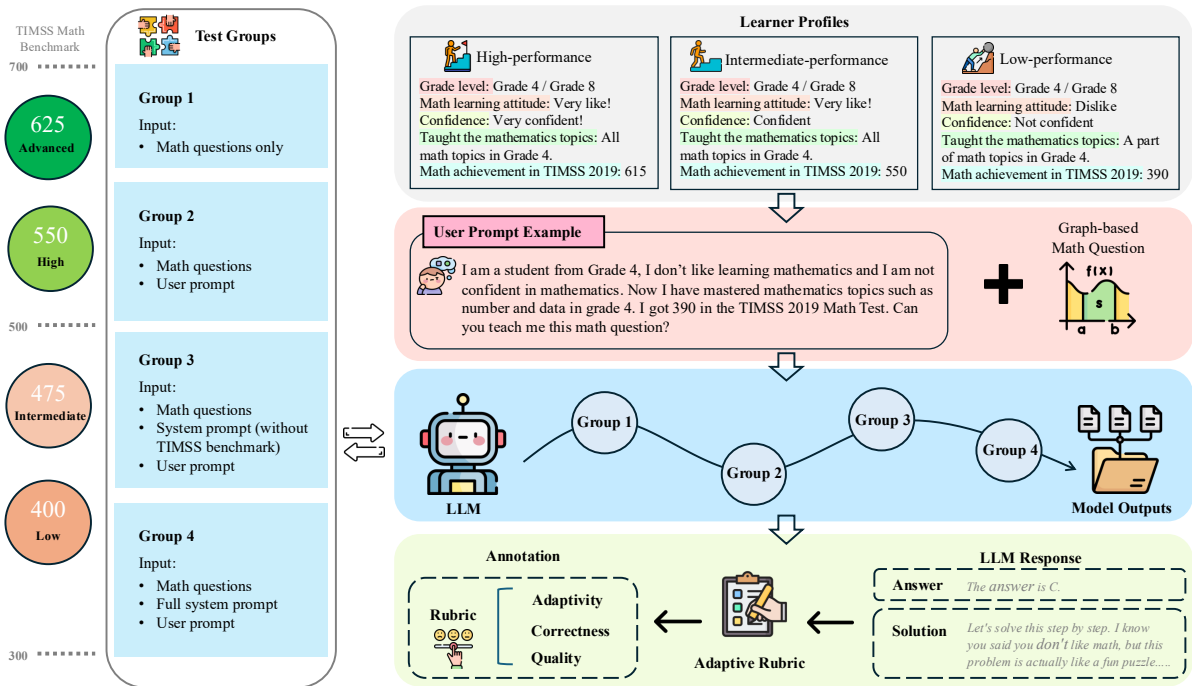 TIMSS Math
Benchmark
700
625
Advanced
550
High
500
475
Intermediate
400
Low
300
Test Groups
Group 1
Input:
• Math questions only
Group 2
Input:
• Math questions
• User prompt
Group 3
Input:
• Math questions
• System prompt (without
TIMSS benchmark)
• User prompt
Group 4
Input:
• Math questions
• Full system prompt
• User prompt
Learner Profiles
High-performance
Grade level: Grade 4 / Grade 8
Math learning attitude: Very like!
Confidence: Very confident!
Taught the mathematics topics: All
math topics in Grade 4.
Math achievement in TIMSS 2019: 615
Intermediate-performance
Grade level: Grade 4 / Grade 8
Math learning attitude: Very like!
Confidence: Confident
Taught the mathematics topics: All
math topics in Grade 4.
Math achievement in TIMSS 2019: 550
Low-performance
Grade level: Grade 4 / Grade 8
Math learning attitude: Dislike
Confidence: Not confident
Taught the mathematics topics: A part
of math topics in Grade 4.
Math achievement in TIMSS 2019: 390
User Prompt Example
I am a student from Grade 4, I don't like learning mathematics and I am not
confident in mathematics. Now I have mastered mathematics topics such as
number and data in grade 4. I got 390 in the TIMSS 2019 Math Test. Can
you teach me this math question?
Graph-based
Math Question
f(x)
S
a b
LLM
Group 1
Group 2
Group 3
Group 4
Model Outputs
Annotation
Rubric
Adaptivity
Correctness
Quality
Adaptive Rubric
LLM Response
Answer The answer is C.
Solution Let's solve this step by step. I know
you said you don't like math, but this
problem is actually like a fun puzzle.....